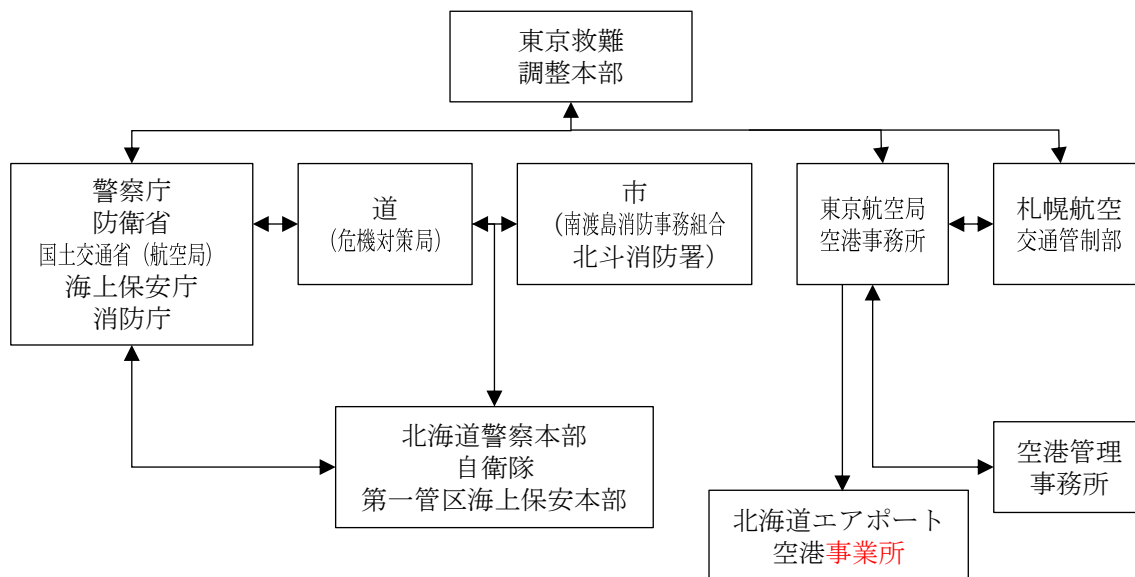 東京救難
調整本部
警察庁
防衛省
国土交通省（航空局）
海上保安庁
消防庁
道
（危機対策局）
市
（南渡島消防事務組合
北斗消防署）
東京航空局
空港事務所
札幌航空
交通管制部
北海道警察本部
自衛隊
第一管区海上保安本部
空港管理
事務所
北海道エアポート
空港事業所